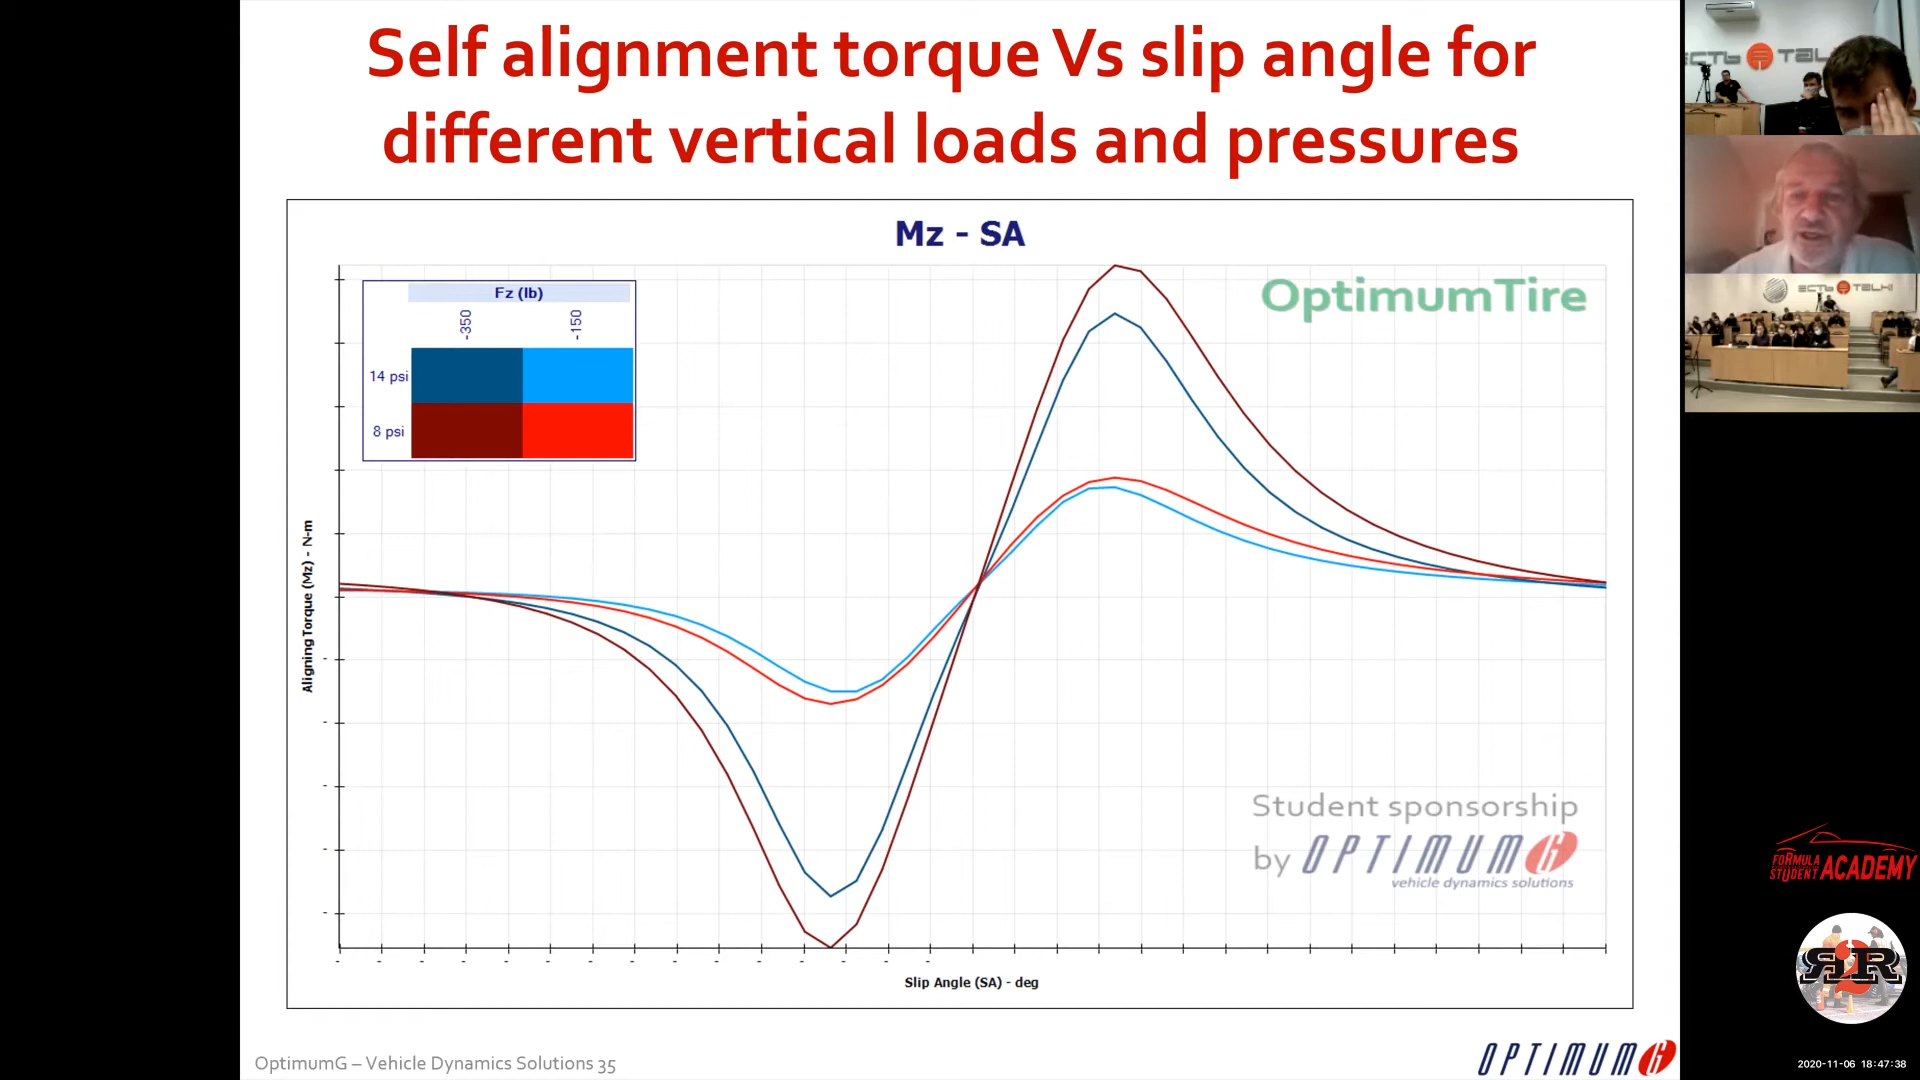 Self alignment torque Vs slip angle for
different vertical loads and pressures
Mz - SA
OptimumTire
Fz (lb)
-350
-150
14 psi
8 psi
Aligning Torque (Mz) - N-m
Slip Angle (SA) - deg
Student sponsorship
by OPTIMUM G
vehicle dynamics solutions
OptimumG – Vehicle Dynamics Solutions 35
OPTIMUM G
FORMULA
STUDENT ACADEMY
2020-11-06 18:47:38